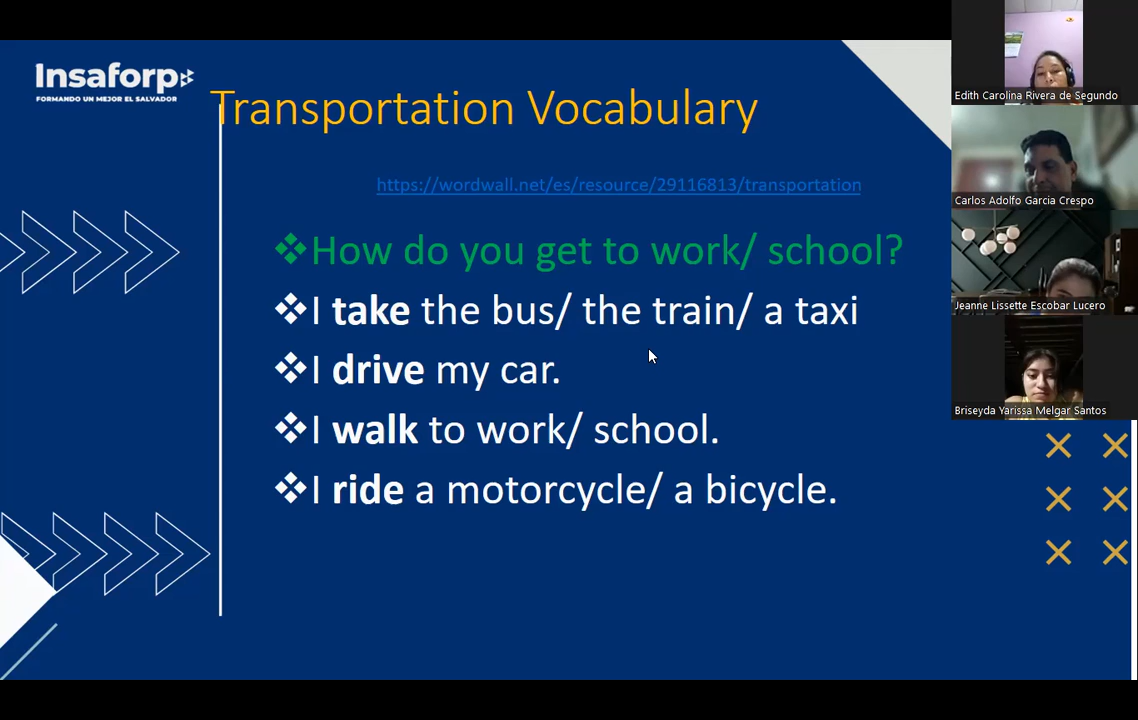 Insaforp
FORMANDO UN MEJOR EL SALVADOR
Transportation Vocabulary
https://wordwall.net/es/resource/29116813/transportation
❖How do you get to work/ school?
❖I take the bus/ the train/ a taxi
❖I drive my car.
❖I walk to work/ school.
❖I ride a motorcycle/ a bicycle.
Edith Carolina Rivera de Segundo
Carlos Adolfo Garcia Crespo
Jeanne Lissette Escobar Lucero
Briseyda Yarissa Melgar Santos